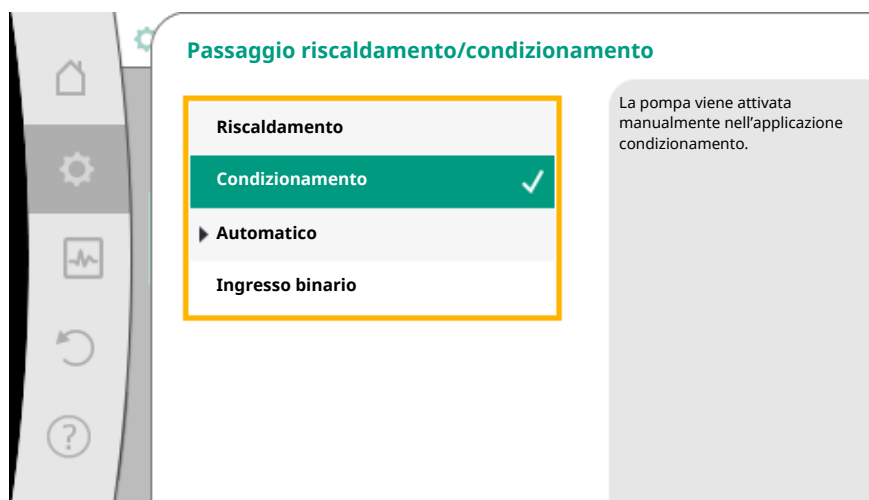 Passaggio riscaldamento/condizionamento
Riscaldamento
Condizionamento
Automatico
Ingresso binario
La pompa viene attivata
manualmente nell'applicazione
condizionamento.
?